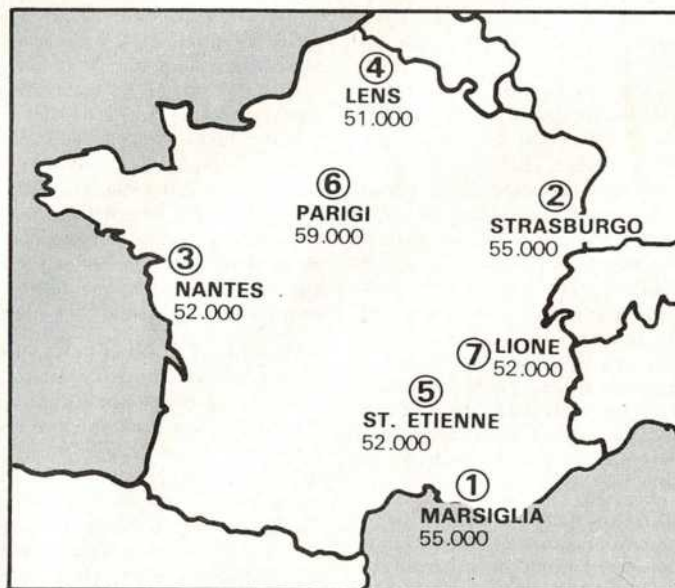 ④
LENS
51.000
⑥
PARIGI
59.000
②
STRASBURGO
55.000
③
NANTES
52.000
⑦ LIONE
52.000
⑤
ST. ETIENNE
52.000
①
MARSIGLIA
55.000